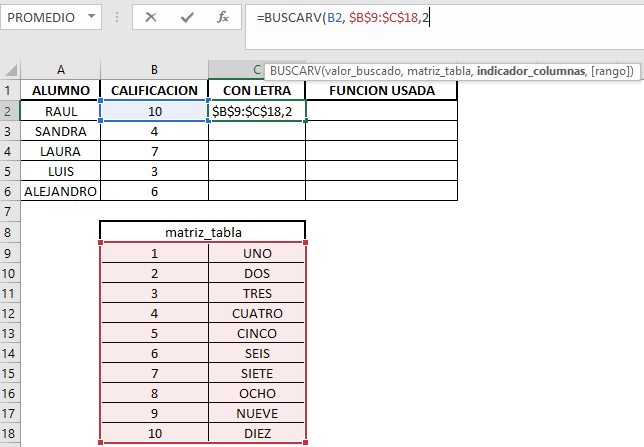 PROMEDIO fx =BUSCARV(B2, $B$9:$C$18,2
BUSCARV(valor_buscado, matriz_tabla, indicador_columnas, [rango])
A B C D E
1 ALUMNO CALIFICACION CON LETRA FUNCION USADA
2 RAUL 10 $B$9:$C$18,2
3 SANDRA 4
4 LAURA 7
5 LUIS 3
6 ALEJANDRO 6
7
8 matriz_tabla
9 1 UNO
10 2 DOS
11 3 TRES
12 4 CUATRO
13 5 CINCO
14 6 SEIS
15 7 SIETE
16 8 OCHO
17 9 NUEVE
18 10 DIEZ